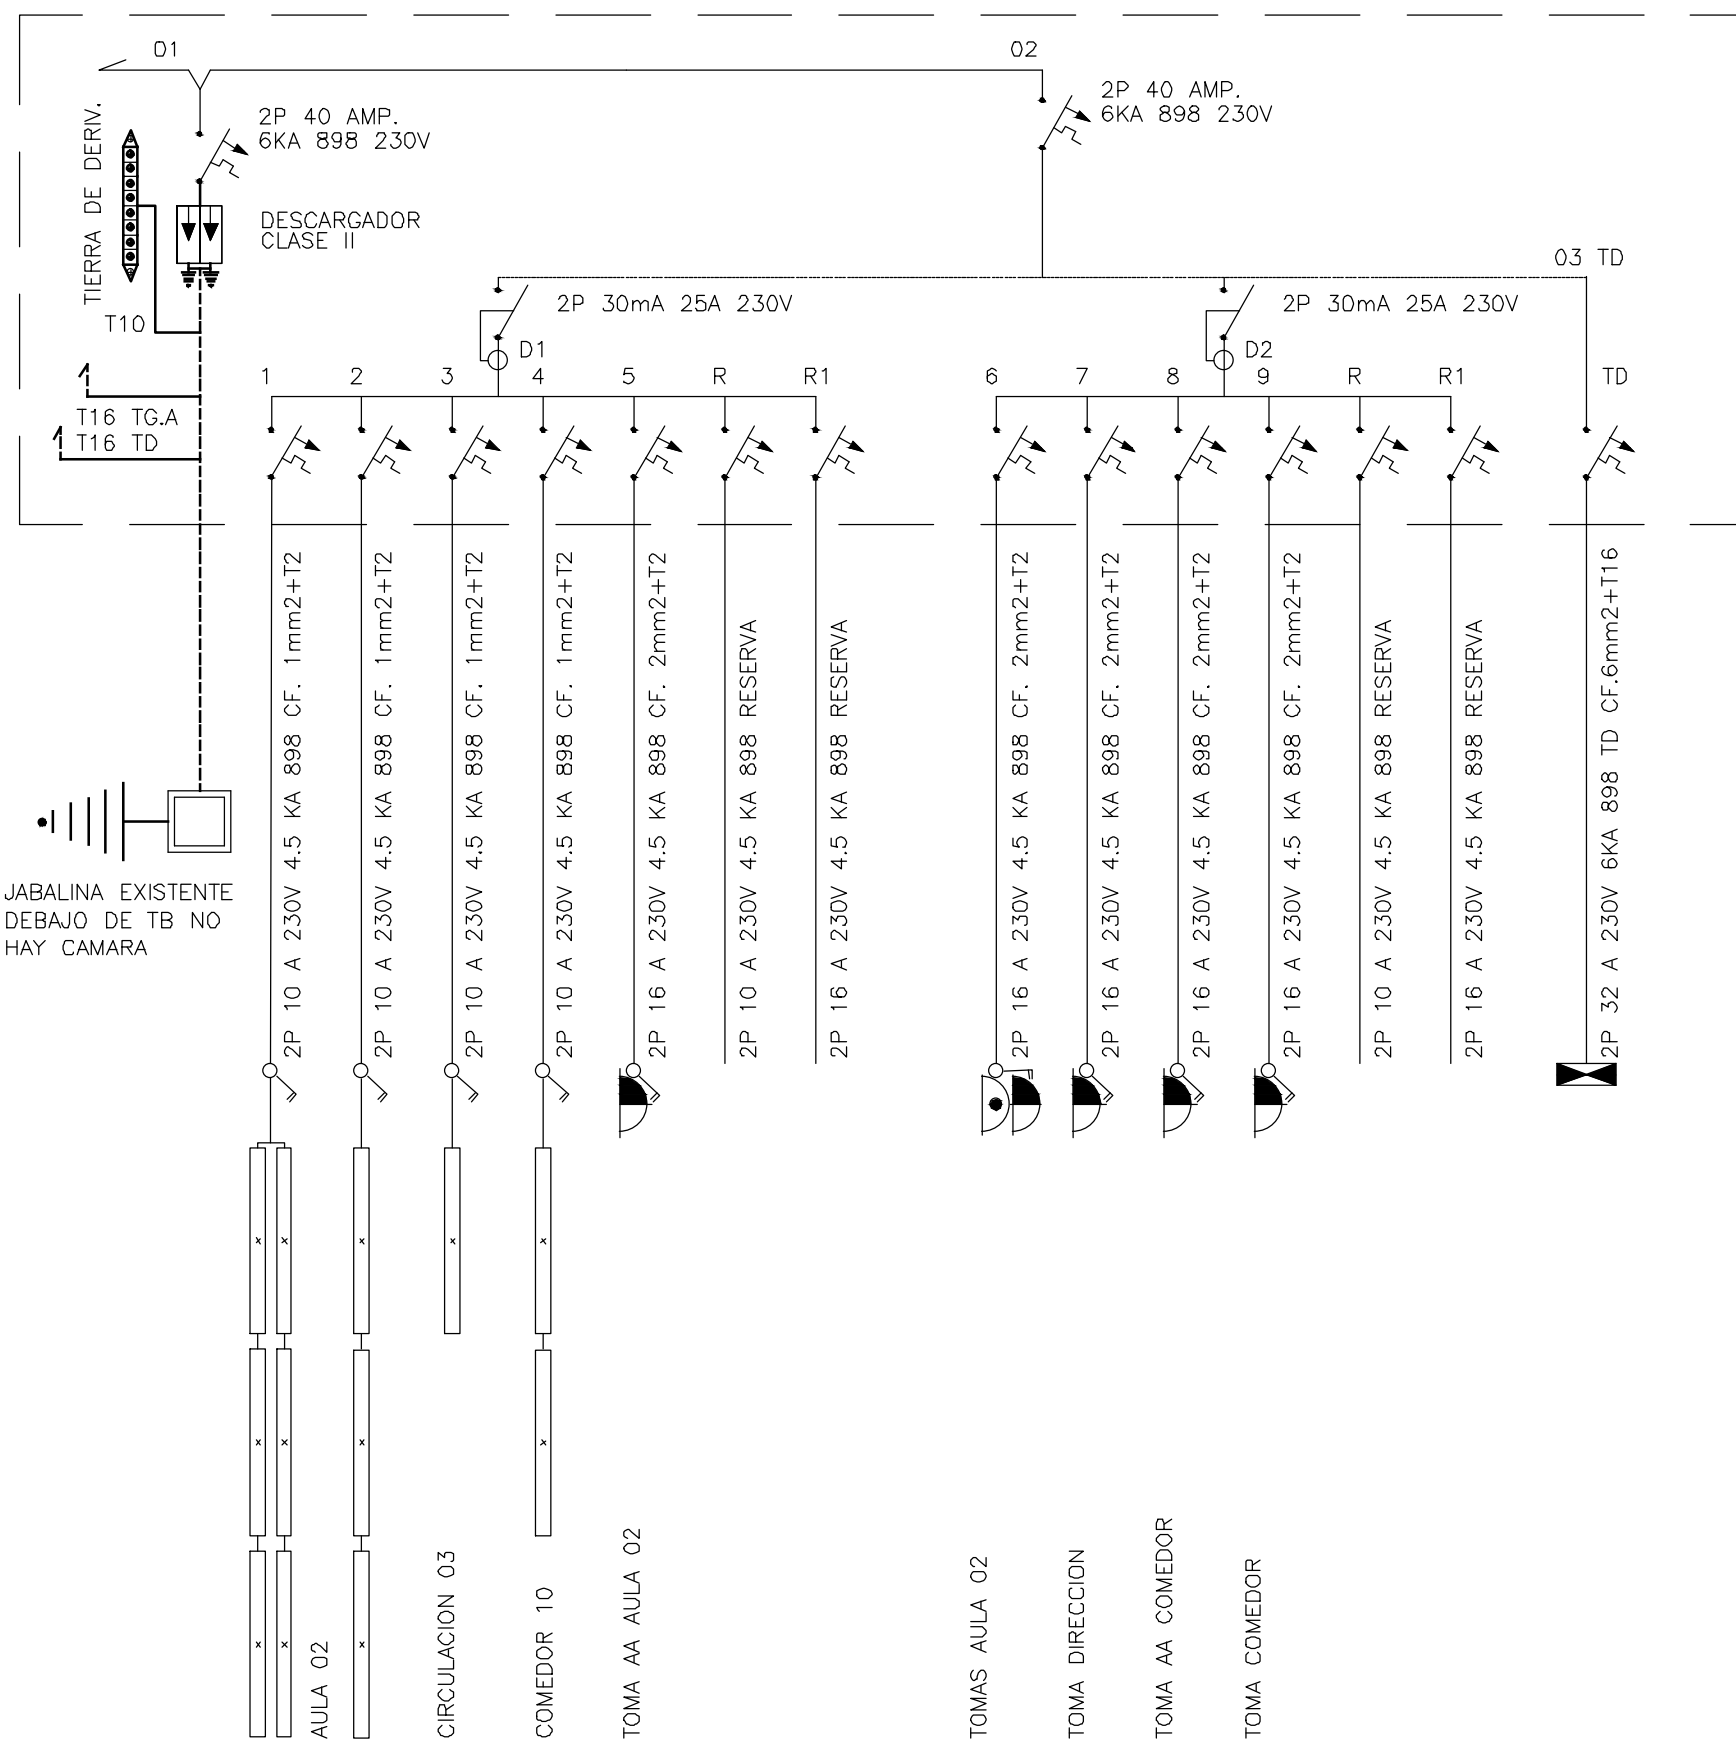 01
02
2P 40 AMP.
6KA 898 230V
2P 40 AMP.
6KA 898 230V
TIERRA DE DERIV.
DESCARGADOR
CLASE II
03 TD
T10
2P 30mA 25A 230V
2P 30mA 25A 230V
D1
D2
1
2
3
4
5
R
R1
6
7
8
9
R
R1
TD
T16 TG.A
T16 TD
2P 10 A 230V 4.5 KA 898 CF. 1mm2+T2
2P 10 A 230V 4.5 KA 898 CF. 1mm2+T2
2P 10 A 230V 4.5 KA 898 CF. 1mm2+T2
2P 10 A 230V 4.5 KA 898 CF. 1mm2+T2
2P 16 A 230V 4.5 KA 898 CF. 2mm2+T2
2P 10 A 230V 4.5 KA 898 RESERVA
2P 16 A 230V 4.5 KA 898 RESERVA
2P 16 A 230V 4.5 KA 898 CF. 2mm2+T2
2P 16 A 230V 4.5 KA 898 CF. 2mm2+T2
2P 16 A 230V 4.5 KA 898 CF. 2mm2+T2
2P 16 A 230V 4.5 KA 898 CF. 2mm2+T2
2P 10 A 230V 4.5 KA 898 RESERVA
2P 16 A 230V 4.5 KA 898 RESERVA
2P 32 A 230V 6KA 898 TD CF.6mm2+T16
JABALINA EXISTENTE
DEBAJO DE TB NO
HAY CAMARA
AULA 02
CIRCULACION 03
COMEDOR 10
TOMA AA AULA 02
TOMAS AULA 02
TOMA DIRECCION
TOMA AA COMEDOR
TOMA COMEDOR